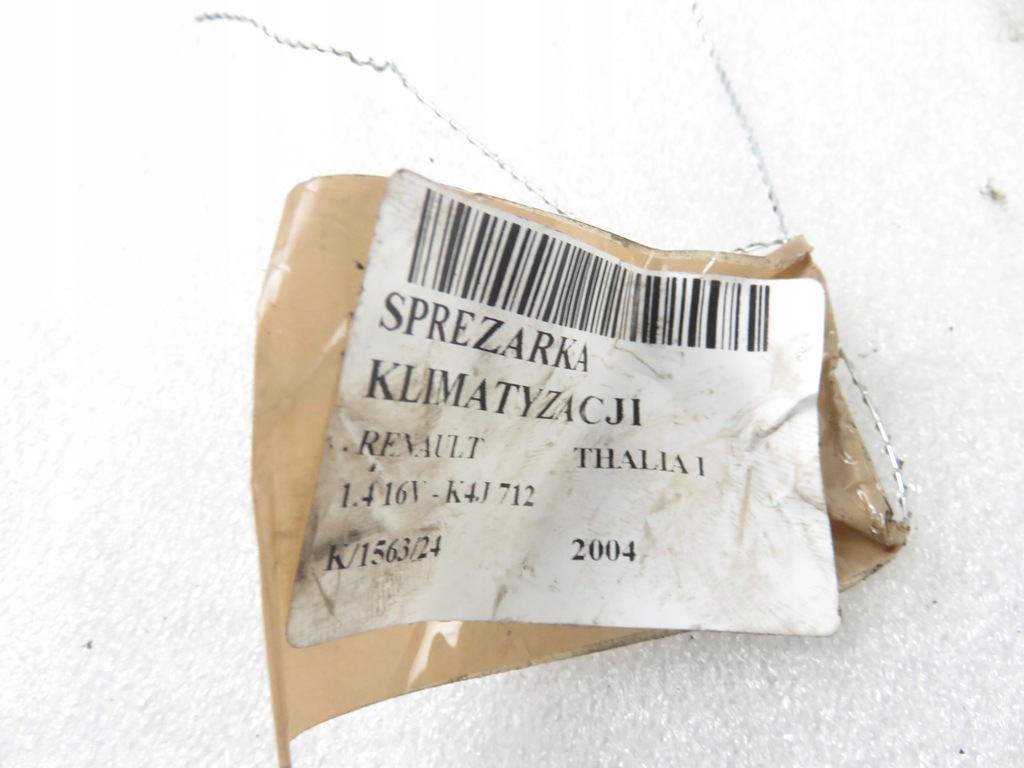 SPREZARKA
KLIMATYZACJI
RENAULT THALIA I
1.4 16V - K4J 712
K/1563/24 2004